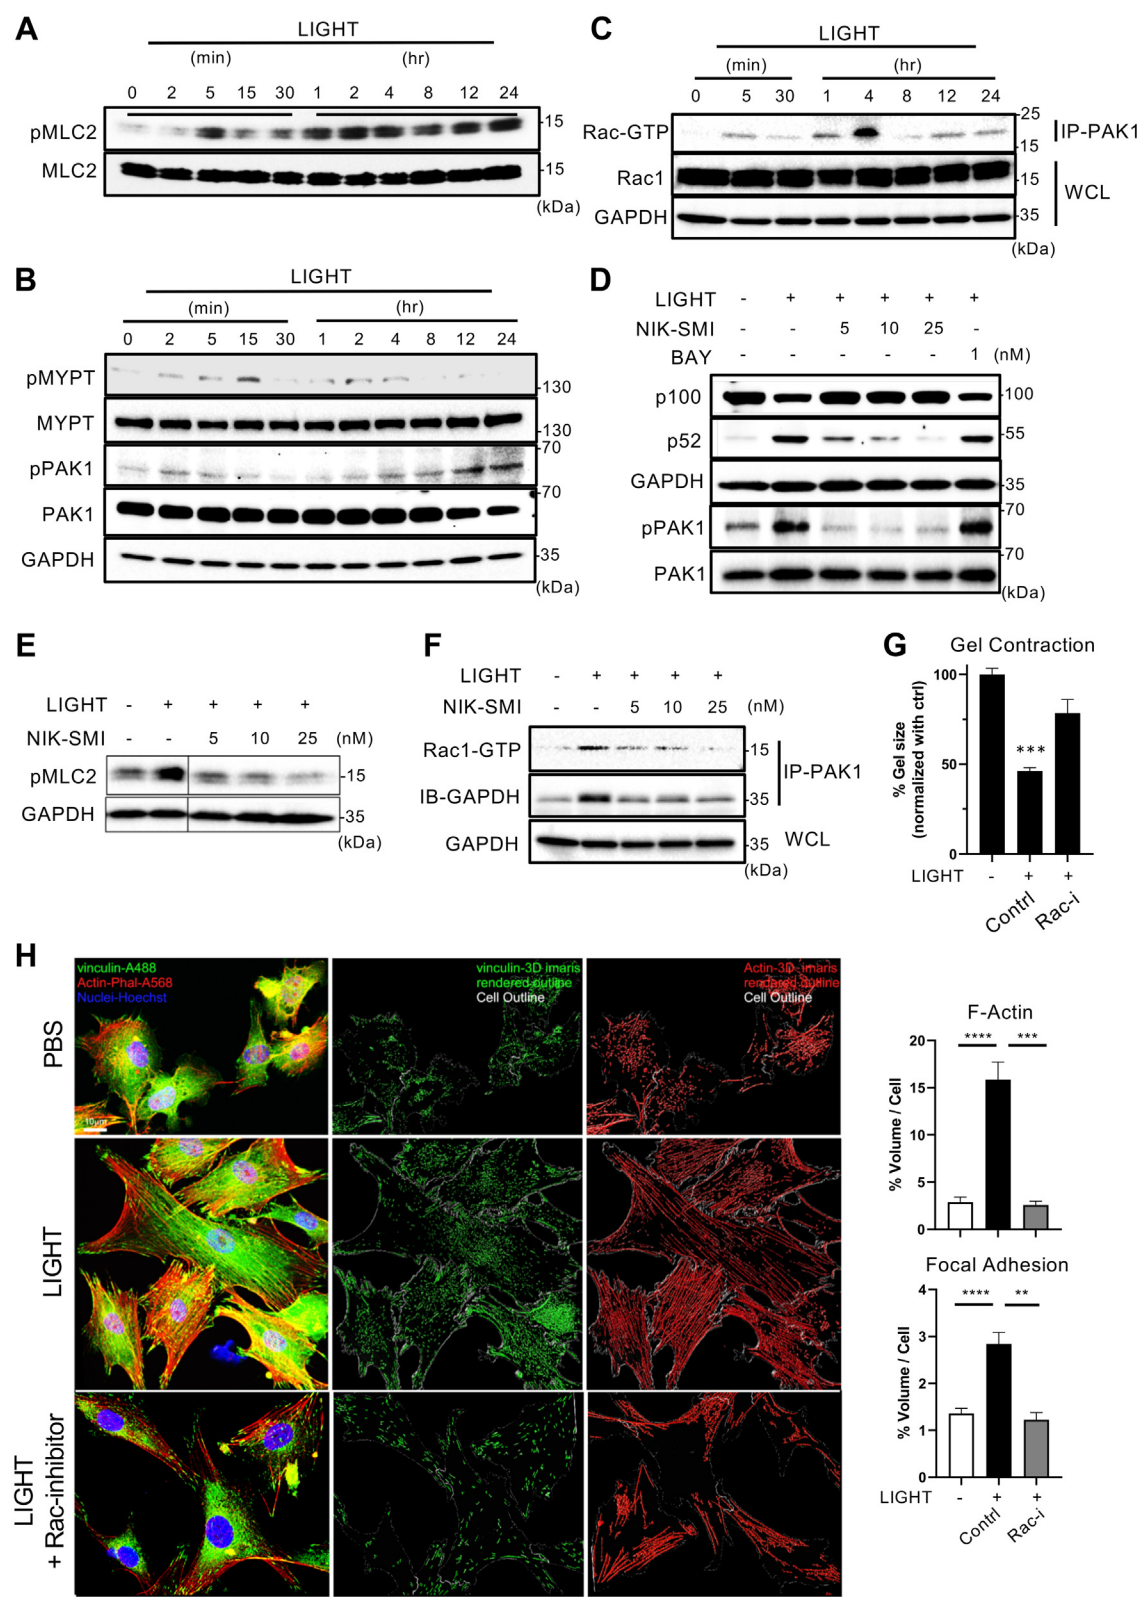 A
LIGHT
(min) (hr)
0 2 5 15 30 1 2 4 8 12 24
pMLC2 -15
MLC2 -15
(kDa)
B
LIGHT
(min) (hr)
0 2 5 15 30 1 2 4 8 12 24
pMYPT -130
MYPT -130
pPAK1 -70
PAK1 -70
GAPDH -35
(kDa)
C
LIGHT
(min) (hr)
0 5 30 1 4 8 12 24
Rac-GTP 25 15 IP-PAK1
Rac1 15 WCL
GAPDH -35
(kDa)
D
LIGHT - + + + + +
NIK-SMI - - 5 10 25 -
BAY - - - - - 1 (nM)
p100 -100
p52 -55
GAPDH -35
pPAK1 -70
PAK1 70
(kDa)
E
LIGHT - + + + +
NIK-SMI - - 5 10 25 (nM)
pMLC2 -15
GAPDH -35
(kDa)
F
LIGHT - + + + +
NIK-SMI - - 5 10 25 (nM)
Rac1-GTP -15 IP-PAK1
IB-GAPDH -35
GAPDH -35 WCL
(kDa)
G
Gel Contraction
% Gel size
(normalized with ctrl)
100
50
0
***
LIGHT - + +
Contrl Rac-i
H
vinculin-A488
Actin-Phal-A568
Nuclei-Hoechst
10µm
vinculin-3D imaris
rendered outline
Cell Outline
Actin-3D imaris
rendered outline
Cell Outline
PBS
LIGHT
LIGHT
+ Rac-inhibitor
F-Actin
**** ***
% Volume / Cell
20
15
10
5
0
Focal Adhesion
**** **
% Volume / Cell
4
3
2
1
0
LIGHT - + +
Contrl Rac-i